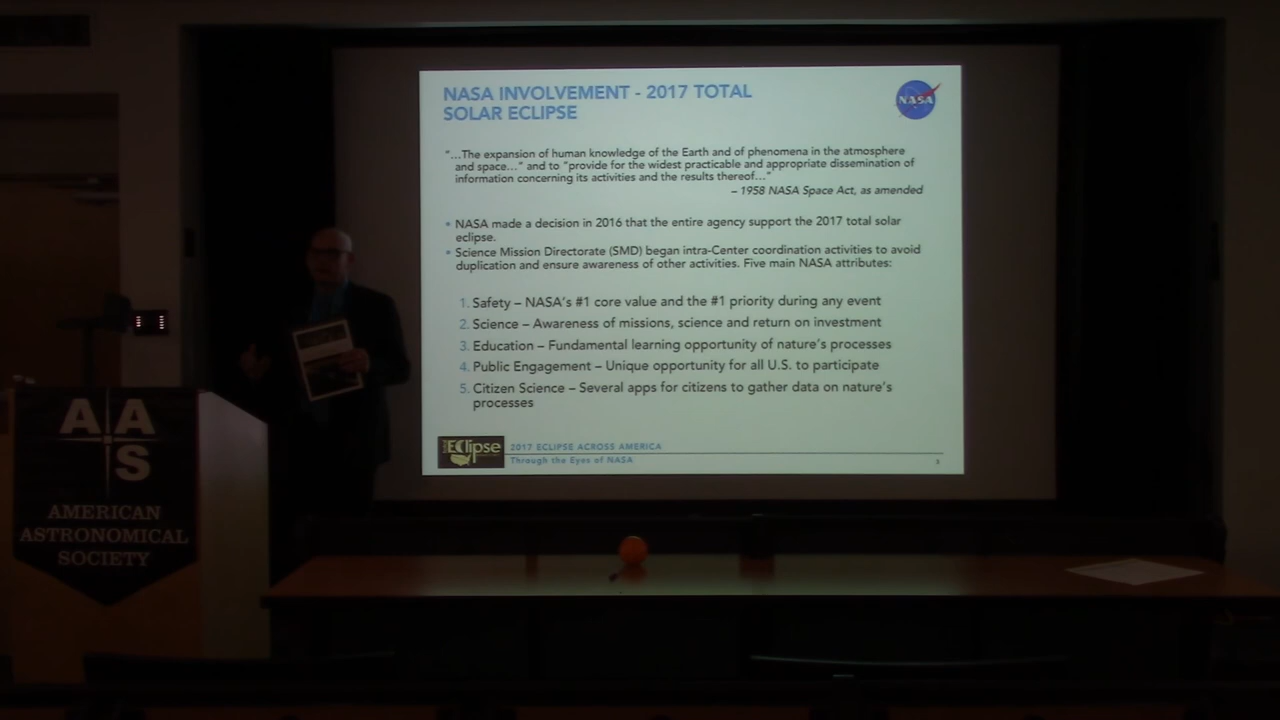 NASA INVOLVEMENT - 2017 TOTAL
SOLAR ECLIPSE
NASA
"...The expansion of human knowledge of the Earth and of phenomena in the atmosphere
and space..." and to "provide for the widest practicable and appropriate dissemination of
information concerning its activities and the results thereof..."
– 1958 NASA Space Act, as amended
• NASA made a decision in 2016 that the entire agency support the 2017 total solar
eclipse.
• Science Mission Directorate (SMD) began intra-Center coordination activities to avoid
duplication and ensure awareness of other activities. Five main NASA attributes:
1. Safety – NASA's #1 core value and the #1 priority during any event
2. Science – Awareness of missions, science and return on investment
3. Education – Fundamental learning opportunity of nature's processes
4. Public Engagement – Unique opportunity for all U.S. to participate
5. Citizen Science – Several apps for citizens to gather data on nature's
processes
EClipse
2017 ECLIPSE ACROSS AMERICA
Through the Eyes of NASA
3
AAS
AMERICAN
ASTRONOMICAL
SOCIETY